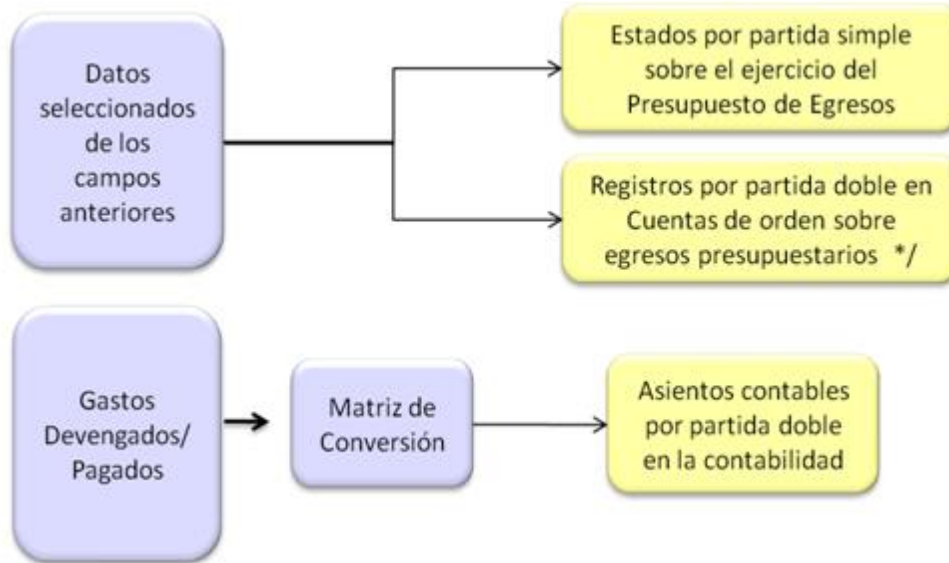 Datos
seleccionados
de los
campos
anteriores
Estados por partida simple
sobre el ejercicio del
Presupuesto de Egresos
Registros por partida doble en
Cuentas de orden sobre
egresos presupuestarios */
Gastos
Devengados/
Pagados
Matriz de
Conversión
Asientos contables
por partida doble
en la contabilidad